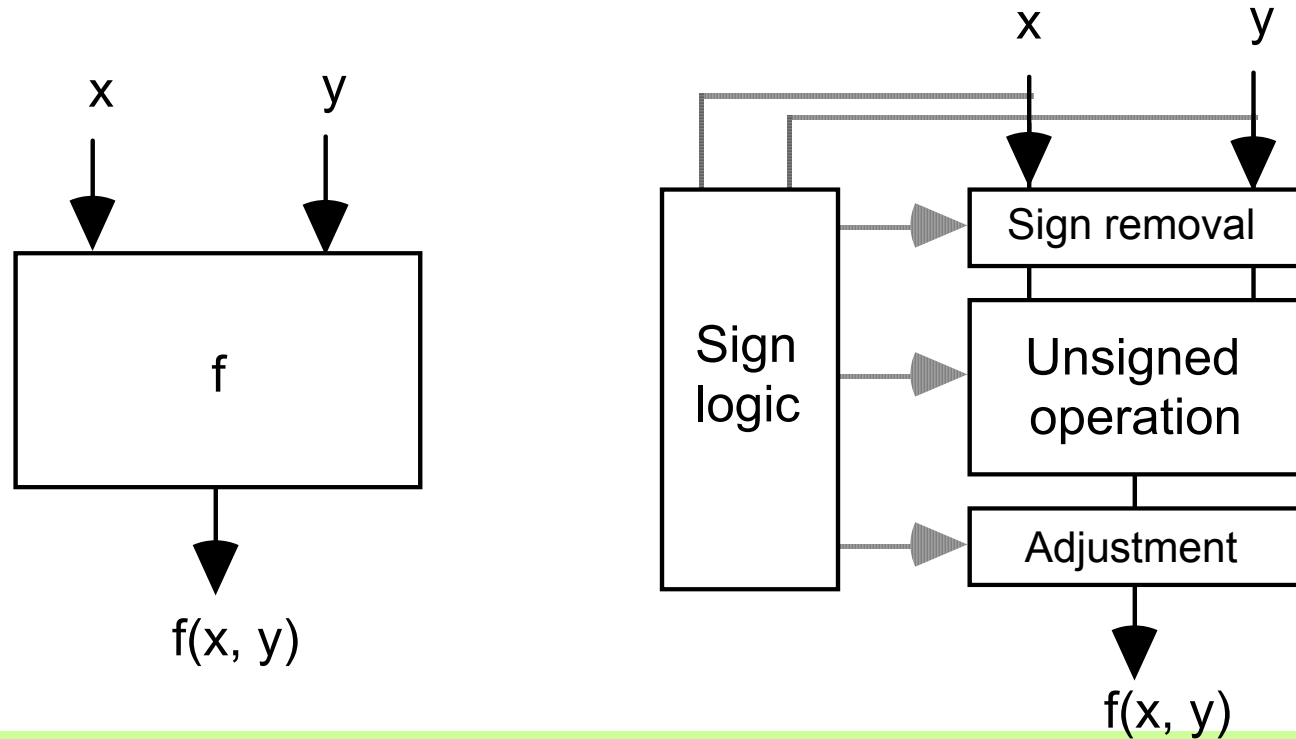 x y
f
f(x, y)
x y
Sign removal
Sign
logic
Unsigned
operation
Adjustment
f(x, y)